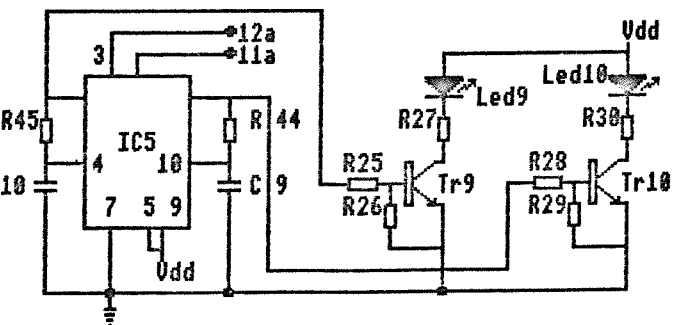 12a
Vdd
3
11a
Led10
Led9
R45
R 44
R27
R30
IC5
4
10
R25
R28
10
C 9
Tr9
Tr10
7
5
9
R26
R29
Vdd